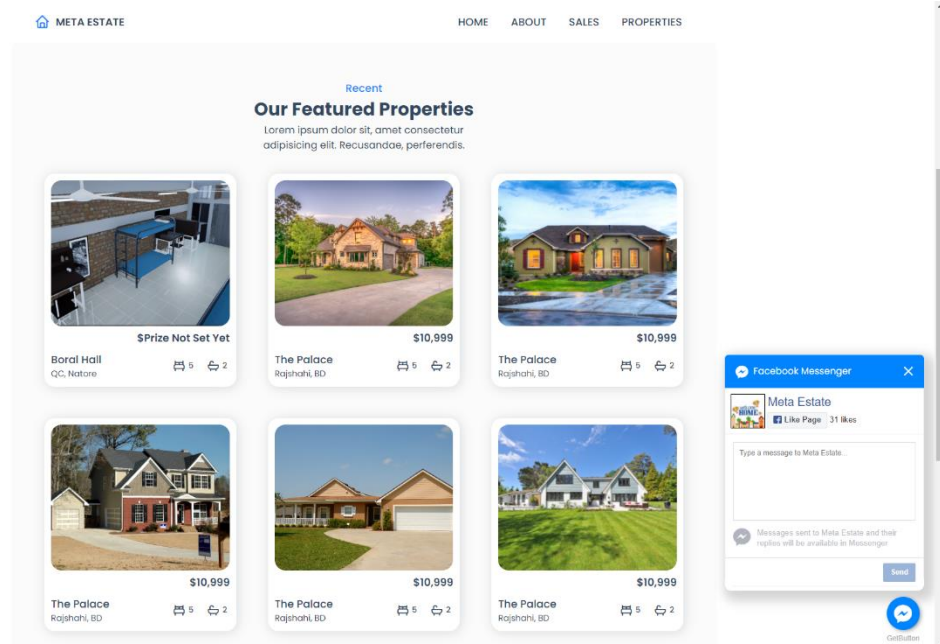 META ESTATE
HOME ABOUT SALES PROPERTIES
Recent
Our Featured Properties
Lorem ipsum dolor sit, amet consectetur
adipisicing elit. Recusandae, perferendis.
$Prize Not Set Yet
Boral Hall
QC, Natore
5 2
$10,999
The Palace
Rajshahi, BD
5 2
$10,999
The Palace
Rajshahi, BD
5 2
$10,999
The Palace
Rajshahi, BD
5 2
$10,999
The Palace
Rajshahi, BD
5 2
$10,999
The Palace
Rajshahi, BD
5 2
Facebook Messenger
HOME
Meta Estate
Like Page 31 likes
Type a message to Meta Estate...
Messages sent to Meta Estate and their
replies will be available in Messenger
Send
GetButton